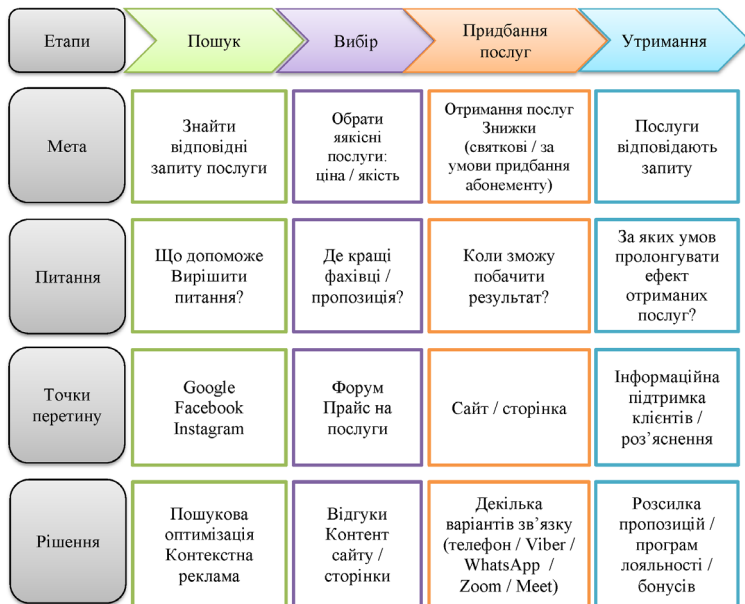 Етапи
Пошук
Вибір
Придбання
послуг
Утримання
Мета
Знайти
відповідні
запиту послуги
Обрати
яякісні
послуги:
ціна / якість
Отримання послуг
Знижки
(святкові / за
умови придбання
абонементу)
Послуги
відповідають
запиту
Питання
Що допоможе
Вирішити
питання?
Де кращі
фахівці /
пропозиція?
Коли зможу
побачити
результат?
За яких умов
пролонгувати
ефект
отриманих
послуг?
Точки
перетину
Google
Facebook
Instagram
Форум
Прайс на
послуги
Сайт / сторінка
Інформаційна
підтримка
клієнтів /
роз’яснення
Рішення
Пошукова
оптимізація
Контекстна
реклама
Відгуки
Контент
сайту /
сторінки
Декілька
варіантів зв’язку
(телефон / Viber /
WhatsApp /
Zoom / Meet)
Розсилка
пропозицій /
програм
лояльності /
бонусів